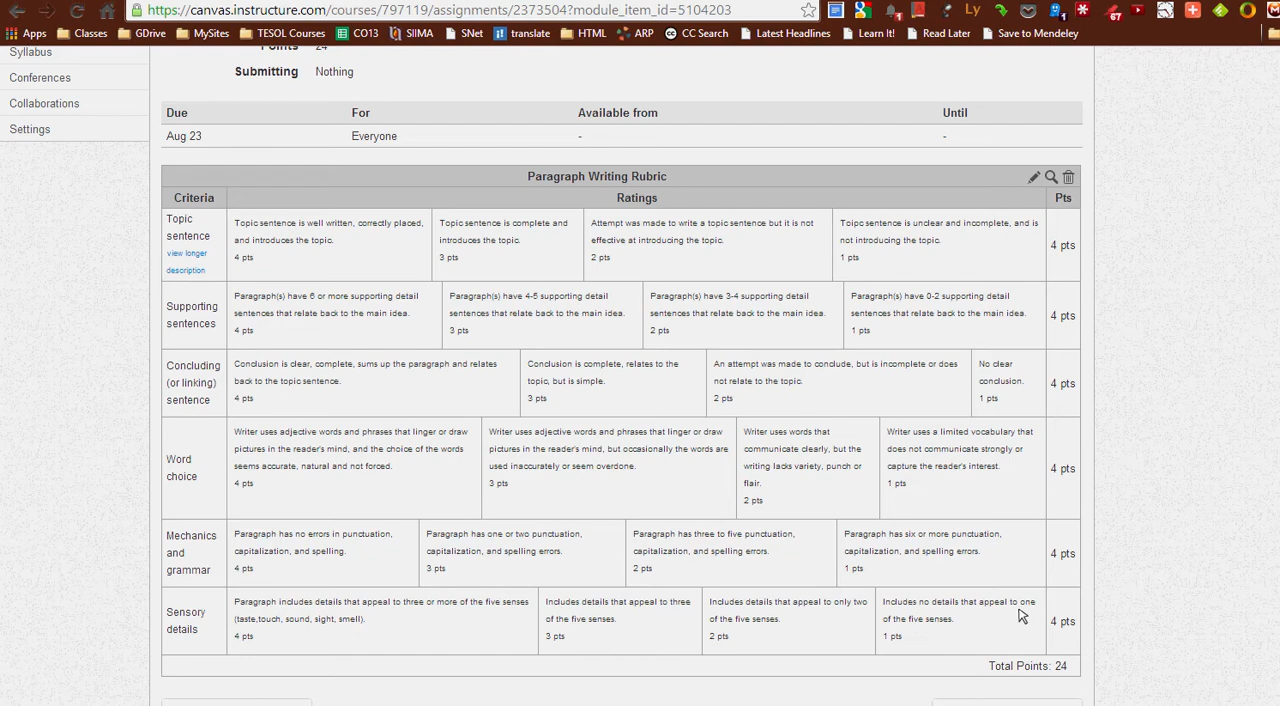 https://canvas.instructure.com/courses/797119/assignments/2373504?module_item_id=5104203
Ly
1
67
Apps Classes GDrive MySites TESOL Courses CO13 SIMA SNet translate HTML ARP CC Search Latest Headlines Learn It! Read Later Save to Mendeley
Syllabus
Conferences
Collaborations
Settings
Points 24
Submitting Nothing
Due For Available from Until
Aug 23 Everyone - -
Paragraph Writing Rubric
Criteria Ratings Pts
Topic
sentence
view longer
description
Topic sentence is well written, correctly placed,
and introduces the topic.
4 pts
Topic sentence is complete and
introduces the topic.
3 pts
Attempt was made to write a topic sentence but it is not
effective at introducing the topic.
2 pts
Toipc sentence is unclear and incomplete, and is
not introducing the topic.
1 pts
4 pts
Supporting
sentences
Paragraph(s) have 6 or more supporting detail
sentences that relate back to the main idea.
4 pts
Paragraph(s) have 4-5 supporting detail
sentences that relate back to the main idea.
3 pts
Paragraph(s) have 3-4 supporting detail
sentences that relate back to the main idea.
2 pts
Paragraph(s) have 0-2 supporting detail
sentences that relate back to the main idea.
1 pts
4 pts
Concluding
(or linking)
sentence
Conclusion is clear, complete, sums up the paragraph and relates
back to the topic sentence.
4 pts
Conclusion is complete, relates to the
topic, but is simple.
3 pts
An attempt was made to conclude, but is incomplete or does
not relate to the topic.
2 pts
No clear
conclusion.
1 pts
4 pts
Word
choice
Writer uses adjective words and phrases that linger or draw
pictures in the reader's mind, and the choice of the words
seems accurate, natural and not forced.
4 pts
Writer uses adjective words and phrases that linger or draw
pictures in the reader's mind, but occasionally the words are
used inaccurately or seem overdone.
3 pts
Writer uses words that
communicate clearly, but the
writing lacks variety, punch or
flair.
2 pts
Writer uses a limited vocabulary that
does not communicate strongly or
capture the reader's interest.
1 pts
4 pts
Mechanics
and
grammar
Paragraph has no errors in punctuation,
capitalization, and spelling.
4 pts
Paragraph has one or two punctuation,
capitalization, and spelling errors.
3 pts
Paragraph has three to five punctuation,
capitalization, and spelling errors.
2 pts
Paragraph has six or more punctuation,
capitalization, and spelling errors.
1 pts
4 pts
Sensory
details
Paragraph includes details that appeal to three or more of the five senses
(taste,touch, sound, sight, smell).
4 pts
Includes details that appeal to three
of the five senses.
3 pts
Includes details that appeal to only two
of the five senses.
2 pts
Includes no details that appeal to one
of the five senses.
1 pts
4 pts
Total Points: 24